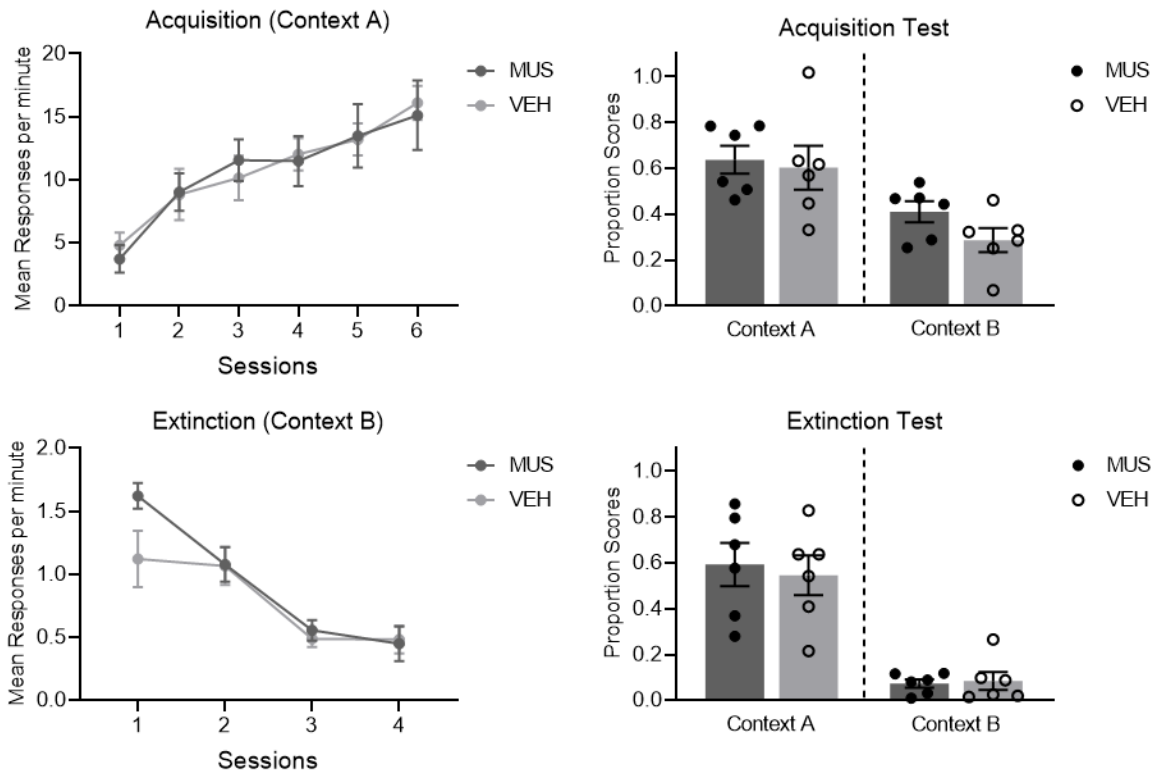 Acquisition (Context A)
Mean Responses per minute
20
15
10
5
0
1 2 3 4 5 6
Sessions
MUS
VEH
Acquisition Test
Proportion Scores
1.0
0.8
0.6
0.4
0.2
0.0
Context A Context B
MUS
VEH
Extinction (Context B)
Mean Responses per minute
2.0
1.5
1.0
0.5
0.0
1 2 3 4
Sessions
MUS
VEH
Extinction Test
Proportion Scores
1.0
0.8
0.6
0.4
0.2
0.0
Context A Context B
MUS
VEH